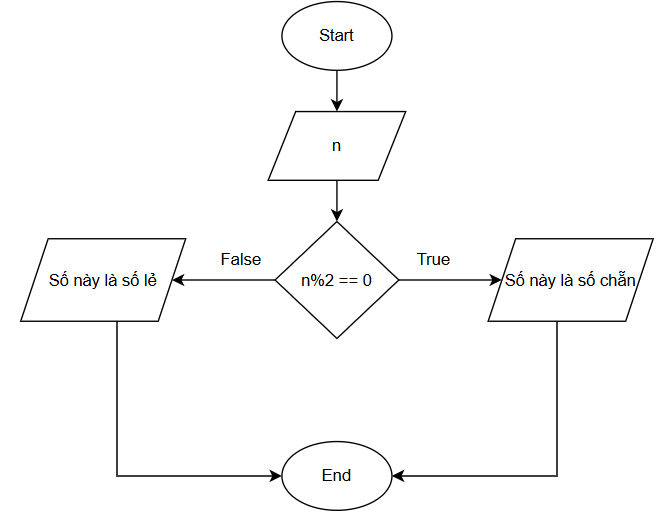 Start
n
False
True
Số này là số lẻ
n%2 == 0
Số này là số chẵn
End